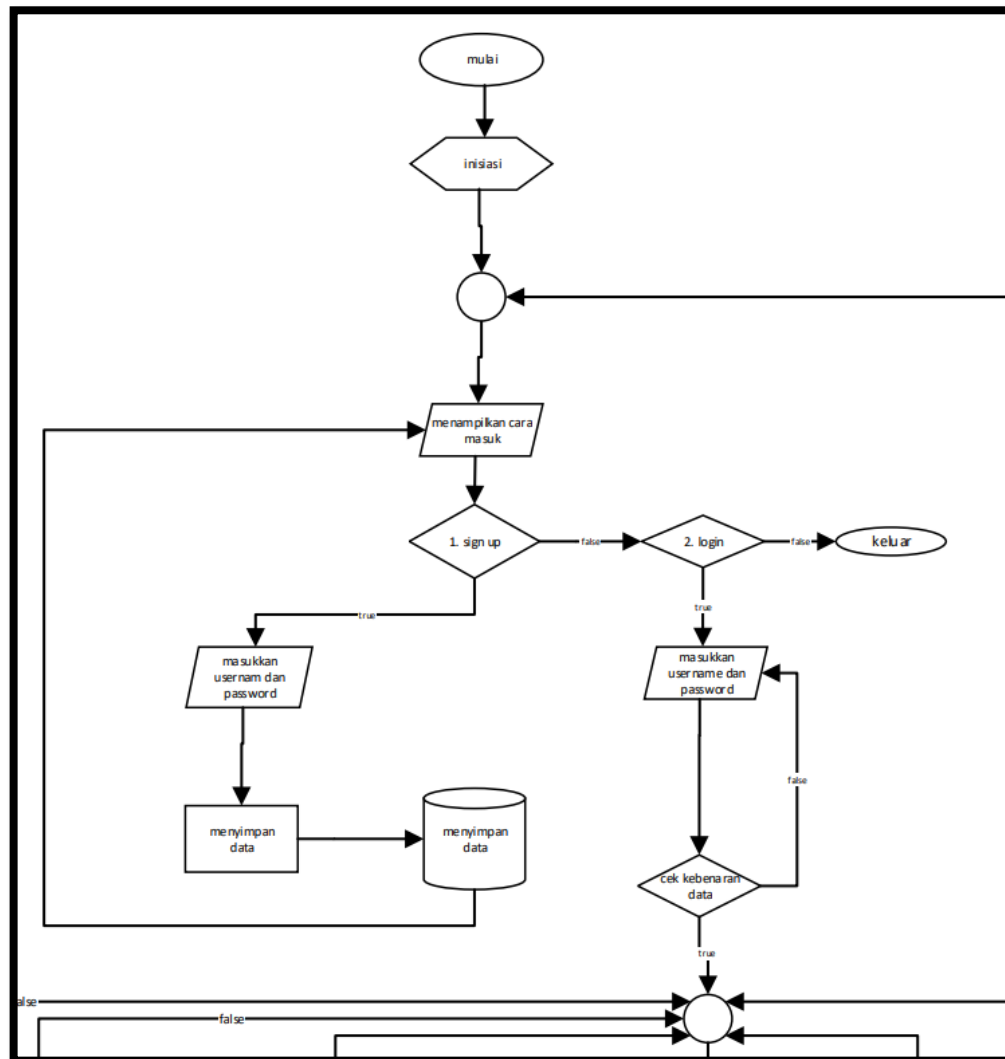 mulai
inisiasi
menampilkan cara
masuk
1. sign up
false
2. login
false
keluar
true
true
masukkan
usernam dan
password
masukkan
username dan
password
false
menyimpan
data
menyimpan
data
cek kebenaran
data
true
alse
false